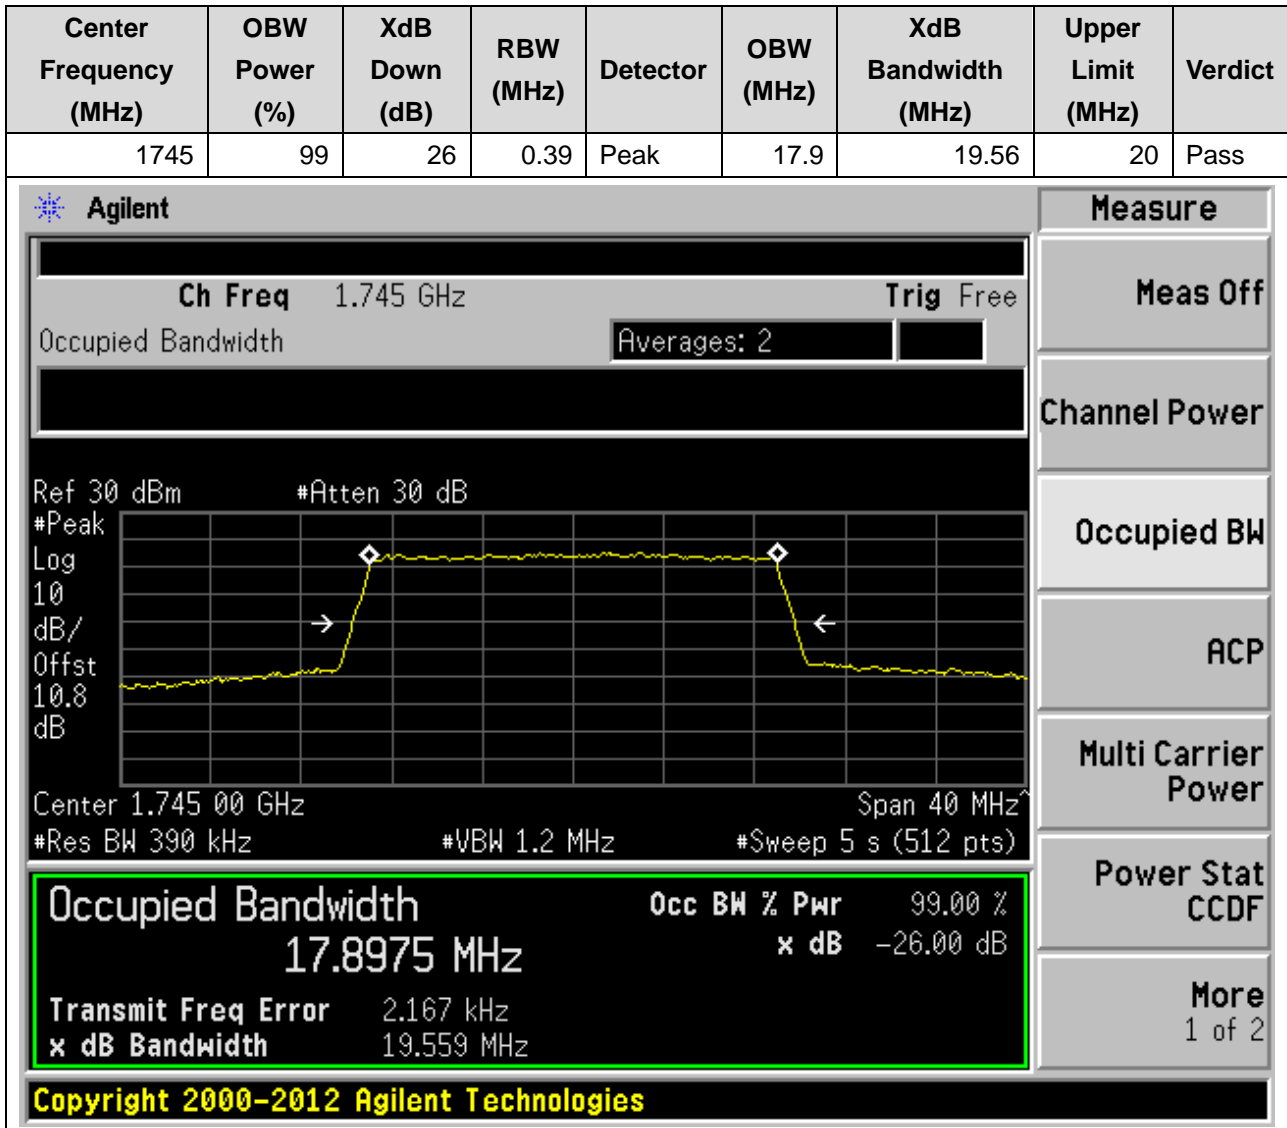 Center Frequency (MHz) OBW Power (%) XdB Down (dB) RBW (MHz) Detector OBW (MHz) XdB Bandwidth (MHz) Upper Limit (MHz) Verdict
1745 99 26 0.39 Peak 17.9 19.56 20 Pass
Agilent
Measure
Ch Freq 1.745 GHz Trig Free
Meas Off
Occupied Bandwidth Averages: 2
Channel Power
Ref 30 dBm #Atten 30 dB
#Peak
Log
10
dB/
Offst
10.8
dB
Occupied BW
ACP
Multi Carrier
Power
Center 1.745 00 GHz Span 40 MHz^
#Res BW 390 kHz #VBW 1.2 MHz #Sweep 5 s (512 pts)
Power Stat
CCDF
Occupied Bandwidth Occ BW % Pwr 99.00 %
17.8975 MHz x dB -26.00 dB
More
1 of 2
Transmit Freq Error 2.167 kHz
x dB Bandwidth 19.559 MHz
Copyright 2000-2012 Agilent Technologies